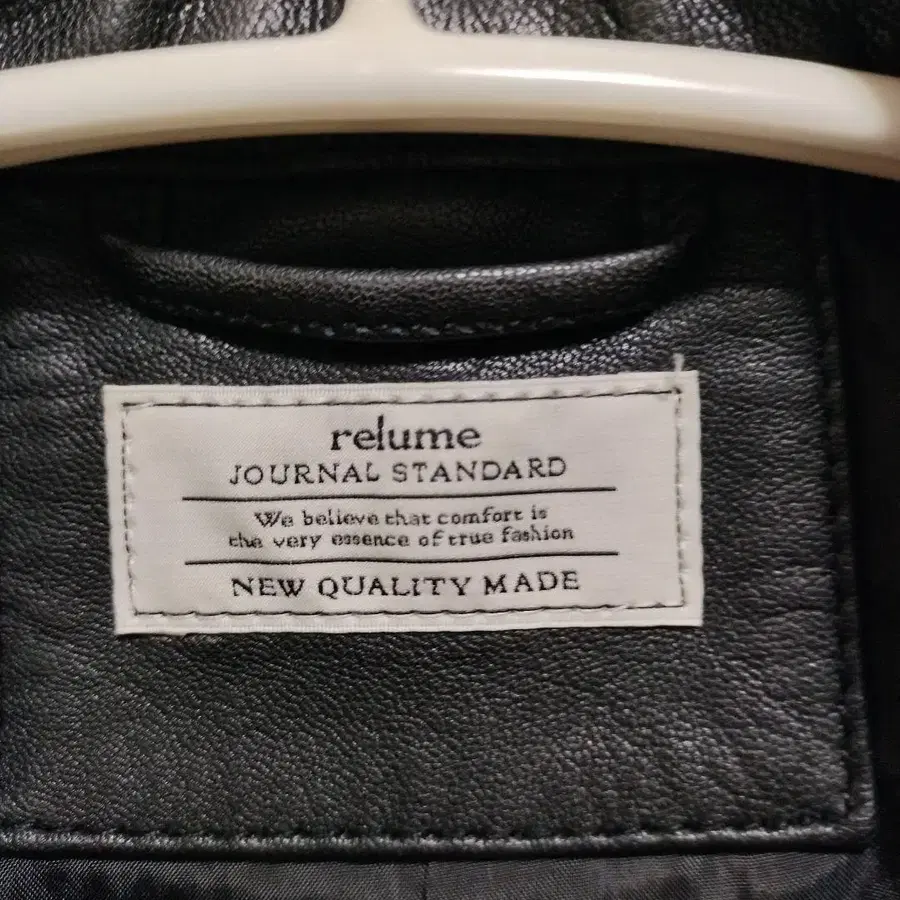 relume
JOURNAL STANDARD
We believe that comfort is
the very essence of true fashion
NEW QUALITY MADE